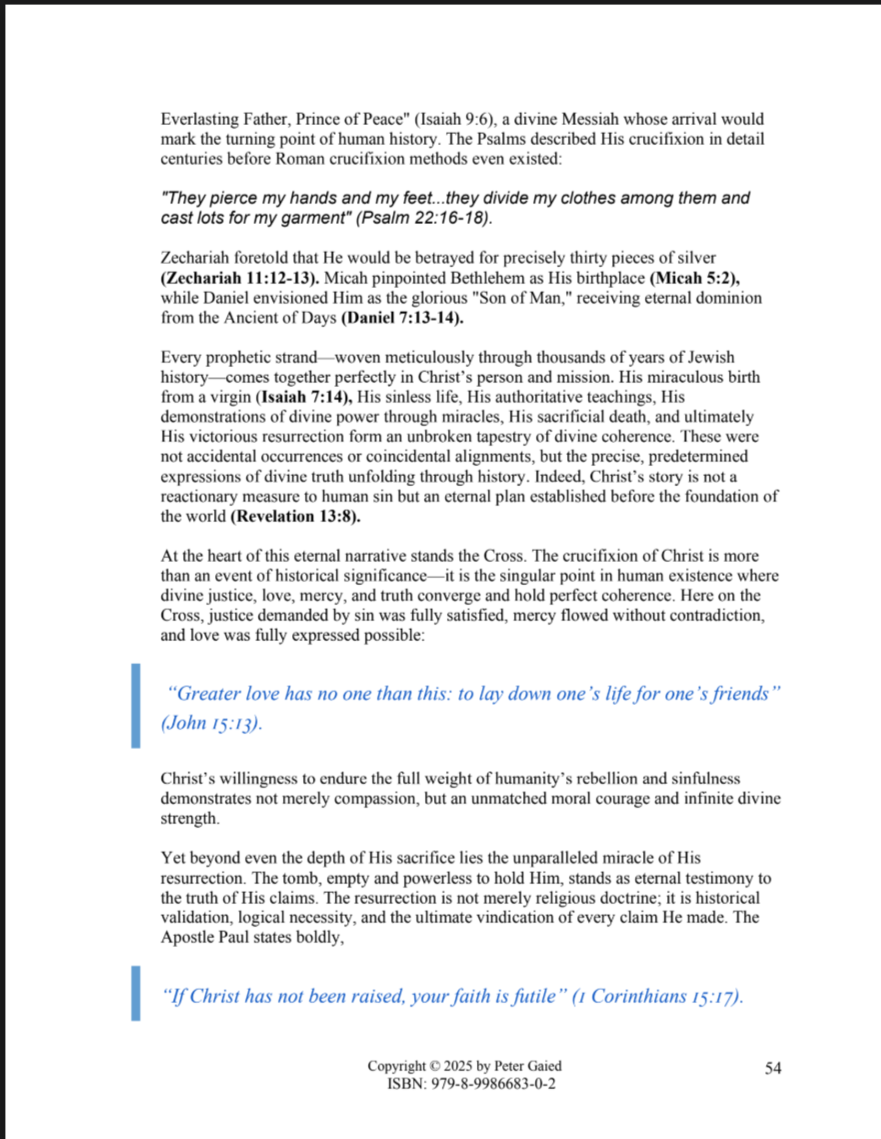 Everlasting Father, Prince of Peace" (Isaiah 9:6), a divine Messiah whose arrival would
mark the turning point of human history. The Psalms described His crucifixion in detail
centuries before Roman crucifixion methods even existed:
"They pierce my hands and my feet...they divide my clothes among them and
cast lots for my garment" (Psalm 22:16-18).
Zechariah foretold that He would be betrayed for precisely thirty pieces of silver
(Zechariah 11:12-13). Micah pinpointed Bethlehem as His birthplace (Micah 5:2),
while Daniel envisioned Him as the glorious "Son of Man," receiving eternal dominion
from the Ancient of Days (Daniel 7:13-14).
Every prophetic strand—woven meticulously through thousands of years of Jewish
history—comes together perfectly in Christ’s person and mission. His miraculous birth
from a virgin (Isaiah 7:14), His sinless life, His authoritative teachings, His
demonstrations of divine power through miracles, His sacrificial death, and ultimately
His victorious resurrection form an unbroken tapestry of divine coherence. These were
not accidental occurrences or coincidental alignments, but the precise, predetermined
expressions of divine truth unfolding through history. Indeed, Christ’s story is not a
reactionary measure to human sin but an eternal plan established before the foundation of
the world (Revelation 13:8).
At the heart of this eternal narrative stands the Cross. The crucifixion of Christ is more
than an event of historical significance—it is the singular point in human existence where
divine justice, love, mercy, and truth converge and hold perfect coherence. Here on the
Cross, justice demanded by sin was fully satisfied, mercy flowed without contradiction,
and love was fully expressed possible:
“Greater love has no one than this: to lay down one’s life for one’s friends”
(John 15:13).
Christ’s willingness to endure the full weight of humanity’s rebellion and sinfulness
demonstrates not merely compassion, but an unmatched moral courage and infinite divine
strength.
Yet beyond even the depth of His sacrifice lies the unparalleled miracle of His
resurrection. The tomb, empty and powerless to hold Him, stands as eternal testimony to
the truth of His claims. The resurrection is not merely religious doctrine; it is historical
validation, logical necessity, and the ultimate vindication of every claim He made. The
Apostle Paul states boldly,
“If Christ has not been raised, your faith is futile” (1 Corinthians 15:17).
Copyright © 2025 by Peter Gaied
ISBN: 979-8-9986683-0-2
54